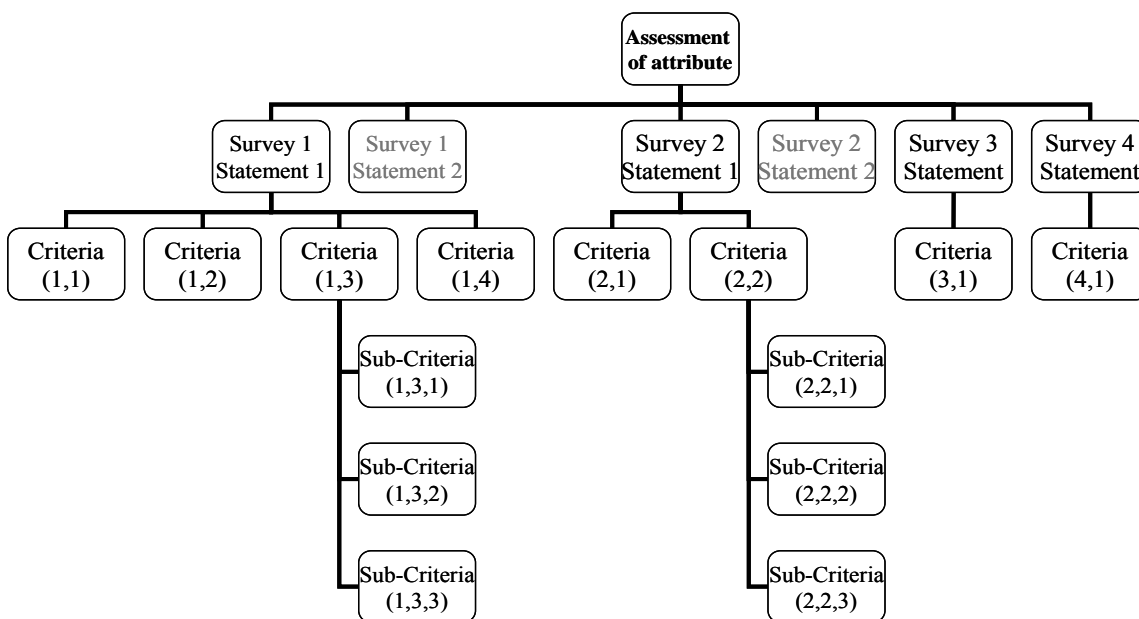 Assessment
of attribute
Survey 1
Statement 1
Survey 1
Statement 2
Survey 2
Statement 1
Survey 2
Statement 2
Survey 3
Statement
Survey 4
Statement
Criteria
(1,1)
Criteria
(1,2)
Criteria
(1,3)
Criteria
(1,4)
Criteria
(2,1)
Criteria
(2,2)
Criteria
(3,1)
Criteria
(4,1)
Sub-Criteria
(1,3,1)
Sub-Criteria
(2,2,1)
Sub-Criteria
(1,3,2)
Sub-Criteria
(2,2,2)
Sub-Criteria
(1,3,3)
Sub-Criteria
(2,2,3)